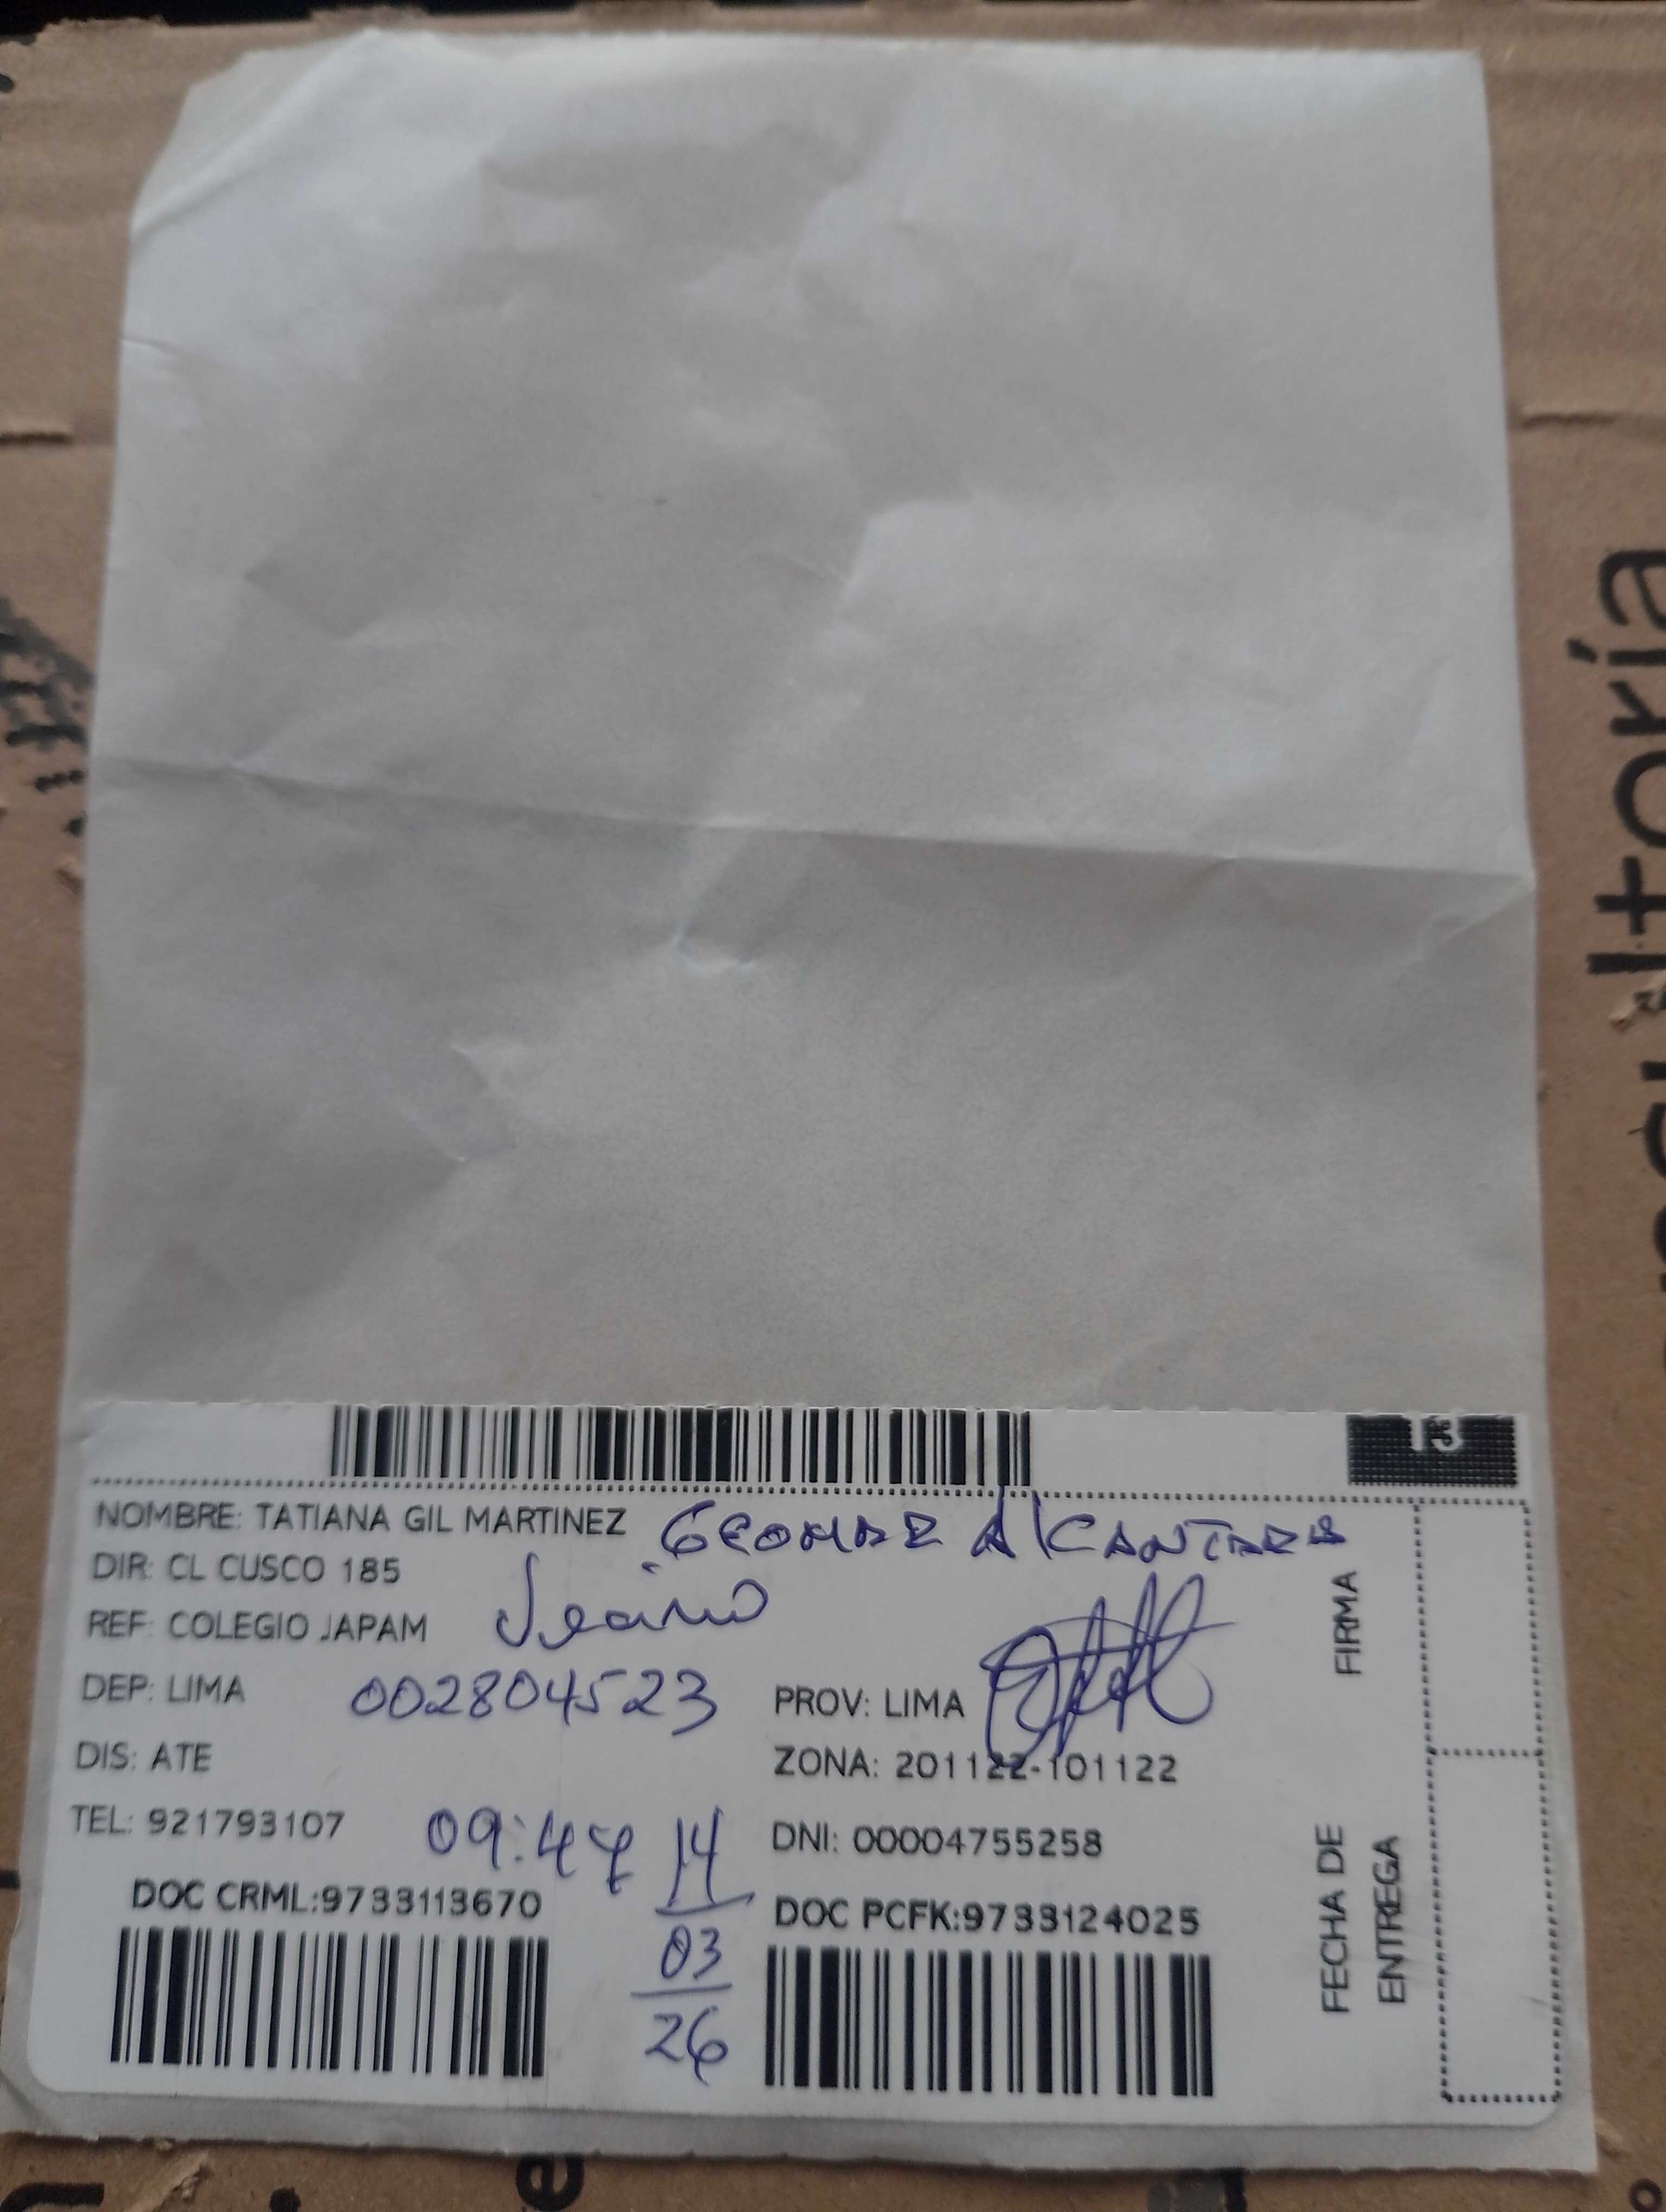 13
NOMBRE: TATIANA GIL MARTINEZ GEOMAR ALCANTARA
DIR: CL CUSCO 185
REF: COLEGIO JAPAM
DEP: LIMA 002804523 PROV: LIMA
DIS: ATE ZONA: 201122-101122
TEL: 921793107 09:47 14 DNI: 00004755258
DOC CRML:9733113670 03 DOC PCFK:9733124025
26
FIRMA
FECHA DE
ENTREGA